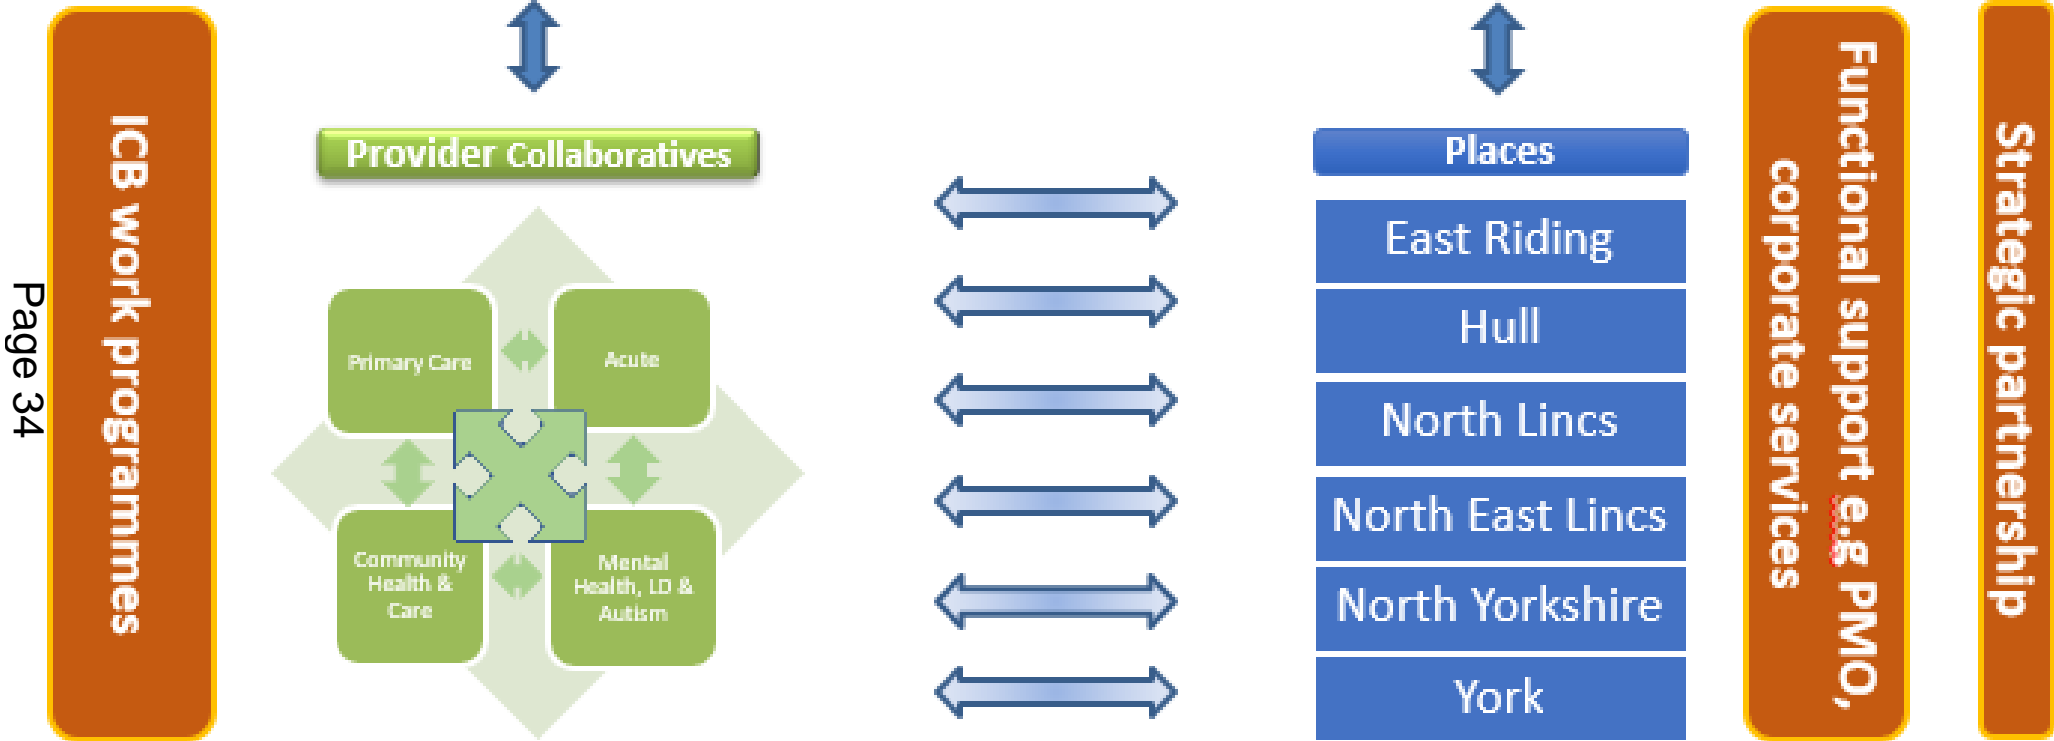 Page 34
ICB work programmes
Provider Collaboratives
Primary Care
Acute
Community
Health &
Care
Mental
Health, LD &
Autism
Places
East Riding
Hull
North Lincs
North East Lincs
North Yorkshire
York
Functional support e.g PMO,
corporate services
Strategic partnership